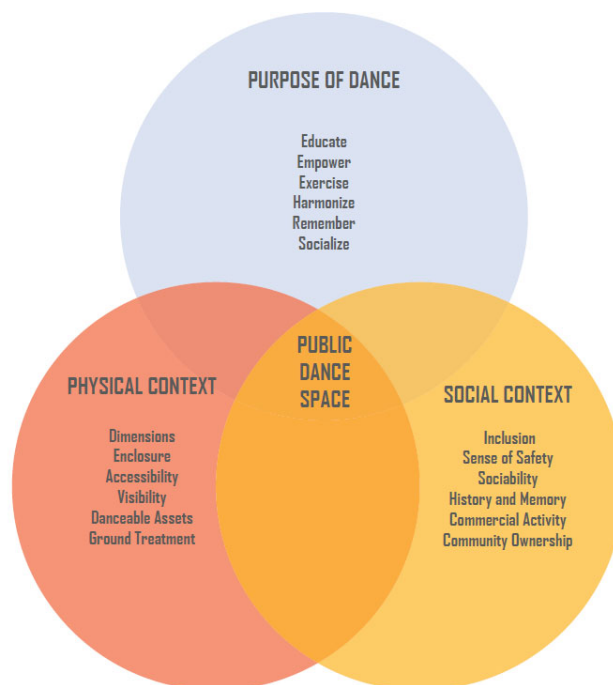 PURPOSE OF DANCE
Educate
Empower
Exercise
Harmonize
Remember
Socialize
PUBLIC
DANCE
SPACE
PHYSICAL CONTEXT
Dimensions
Enclosure
Accessibility
Visibility
Danceable Assets
Ground Treatment
SOCIAL CONTEXT
Inclusion
Sense of Safety
Sociability
History and Memory
Commercial Activity
Community Ownership